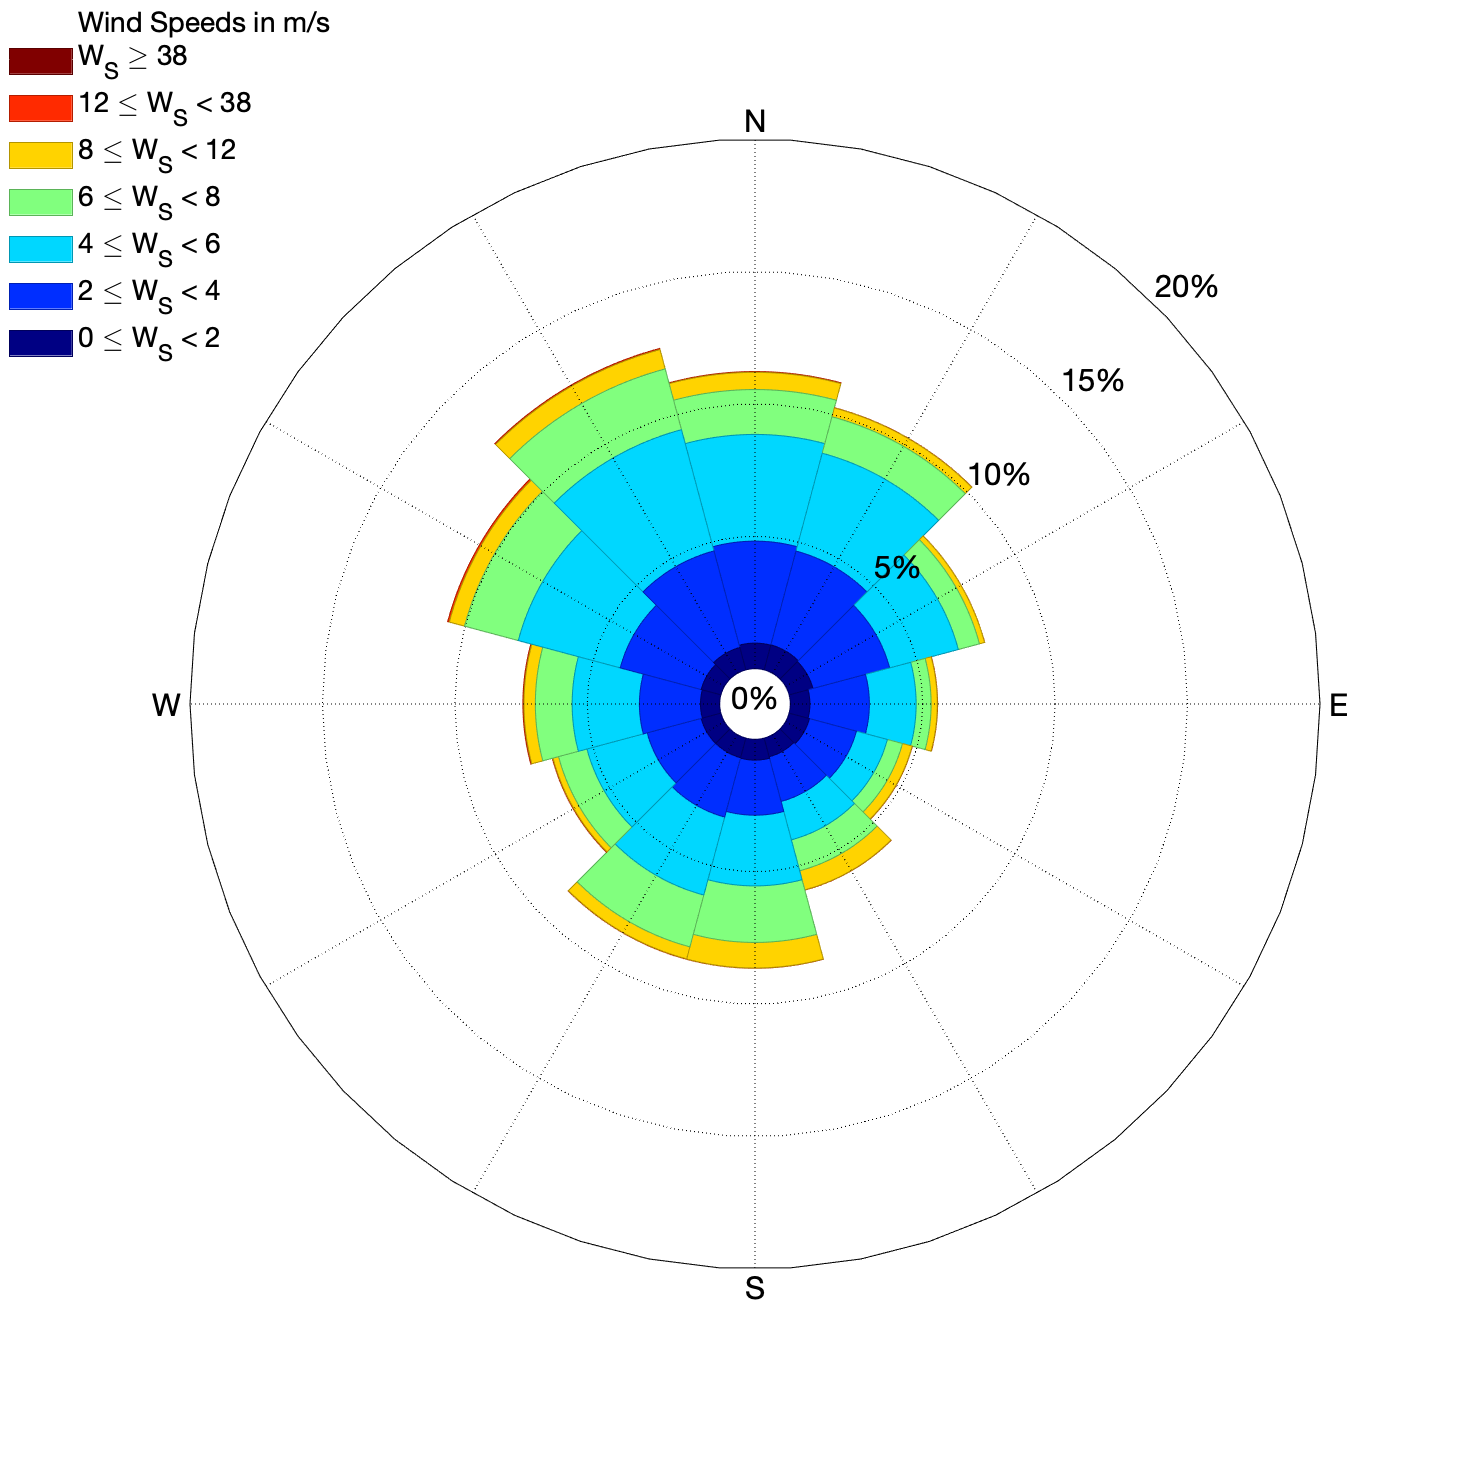 Wind Speeds in m/s
W_S ≥ 38
12 ≤ W_S < 38
8 ≤ W_S < 12
6 ≤ W_S < 8
4 ≤ W_S < 6
2 ≤ W_S < 4
0 ≤ W_S < 2
N
20%
15%
10%
5%
0%
W
E
S